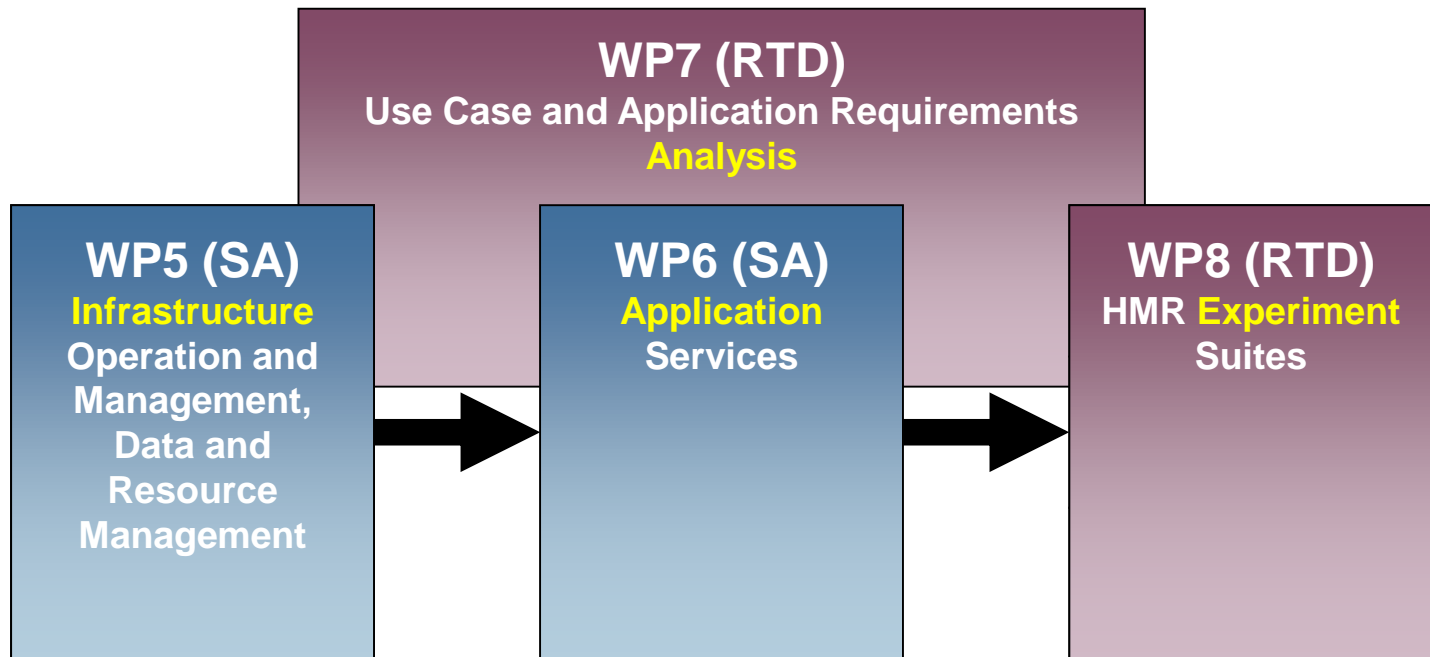 WP7 (RTD)
Use Case and Application Requirements
Analysis
WP5 (SA)
Infrastructure
Operation and
Management,
Data and
Resource
Management
WP6 (SA)
Application
Services
WP8 (RTD)
HMR Experiment
Suites